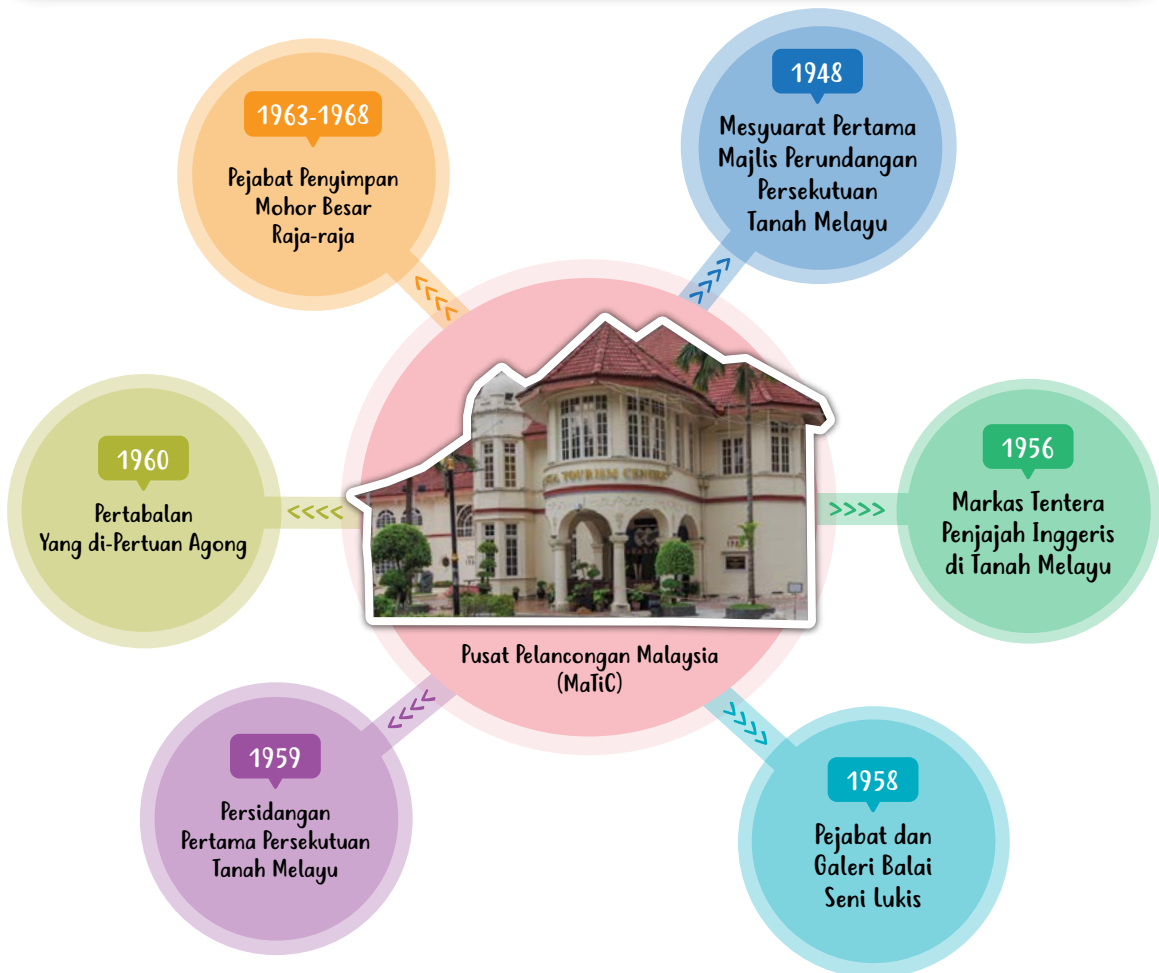 1948
Mesyuarat Pertama
Majlis Perundangan
Persekutuan
Tanah Melayu
1956
Markas Tentera
Penjajah Inggeris
di Tanah Melayu
1958
Pejabat dan
Galeri Balai
Seni Lukis
1959
Persidangan
Pertama Persekutuan
Tanah Melayu
1960
Pertabalan
Yang di-Pertuan Agong
1963-1968
Pejabat Penyimpan
Mohor Besar
Raja-raja
TOURISM
Pusat Pelancongan Malaysia
(MaTiC)